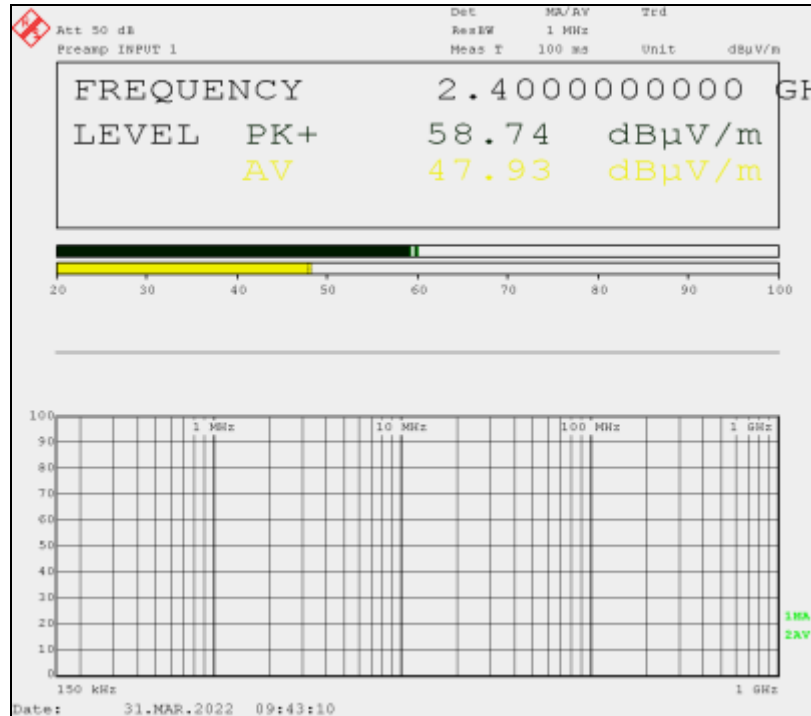 Det MA/AV Trd
Att 50 dB ResBW 1 MHz
Preamp INPUT 1 Meas T 100 ms Unit dBµV/m
FREQUENCY 2.4000000000 GH
LEVEL PK+ 58.74 dBµV/m
AV 47.93 dBµV/m
20 30 40 50 60 70 80 90 100
100 1 MHz 10 MHz 100 MHz 1 GHz
90
80
70
60
50
40
30
20 1MA
2AV
10
0
150 kHz 1 GHz
Date: 31.MAR.2022 09:43:10